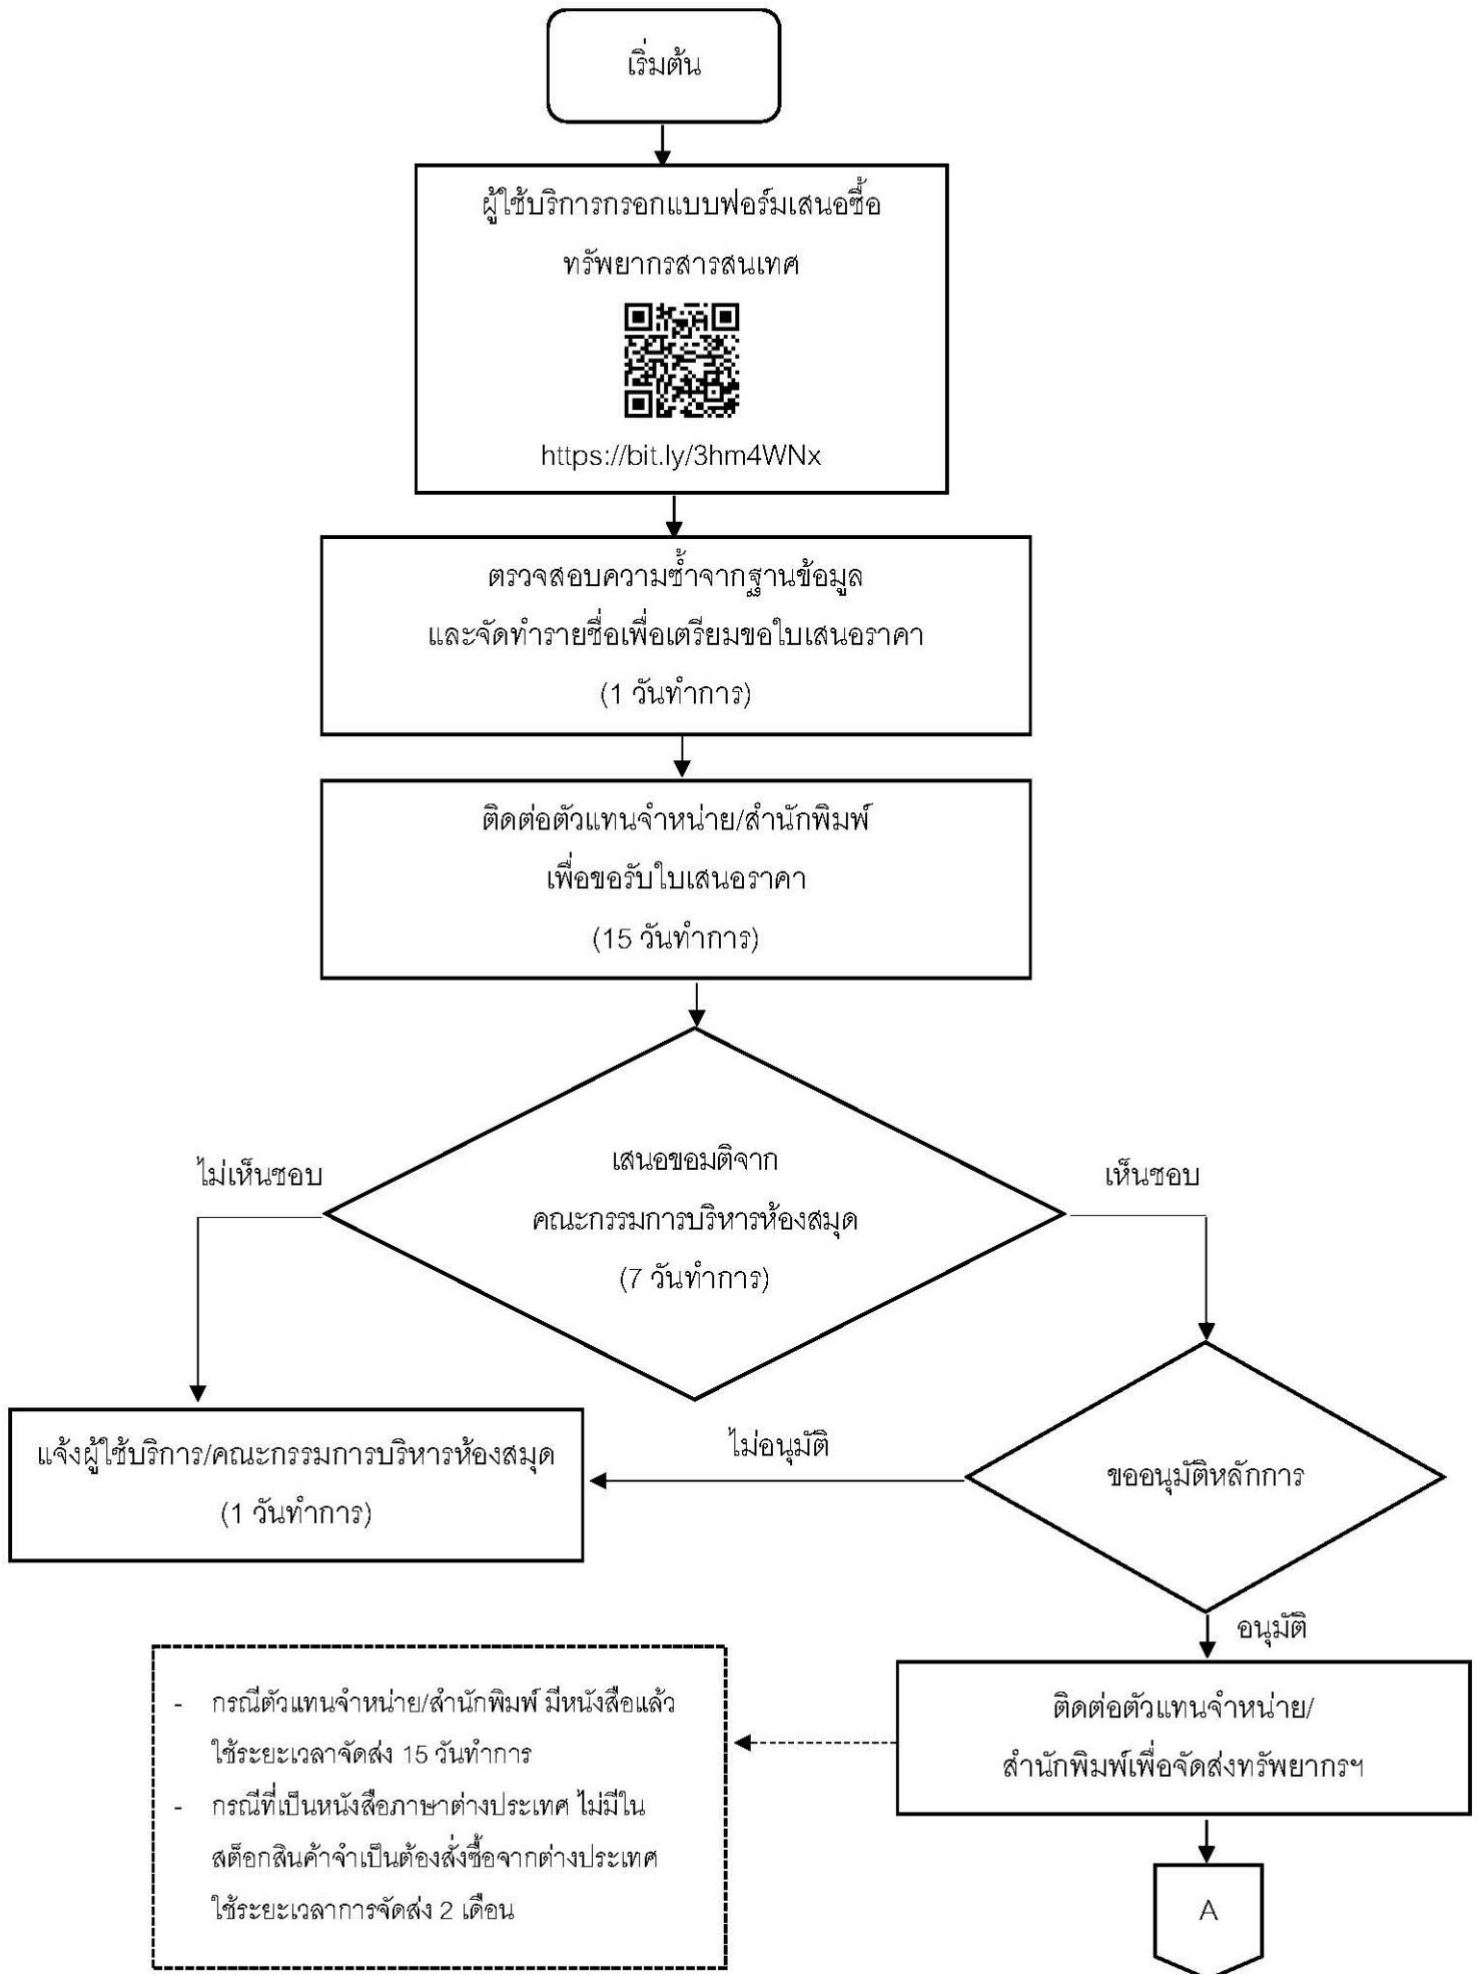 เริ่มต้น
ผู้ใช้บริการกรอกแบบฟอร์มเสนอซื้อ
ทรัพยากรสารสนเทศ
https://bit.ly/3hm4WNx
ตรวจสอบความซ้ำจากฐานข้อมูล
และจัดทำรายชื่อเพื่อเตรียมขอใบเสนอราคา
(1 วันทำการ)
ติดต่อตัวแทนจำหน่าย/สำนักพิมพ์
เพื่อขอรับใบเสนอราคา
(15 วันทำการ)
เสนอขอมติจาก
คณะกรรมการบริหารห้องสมุด
(7 วันทำการ)
ไม่เห็นชอบ
เห็นชอบ
แจ้งผู้ใช้บริการ/คณะกรรมการบริหารห้องสมุด
(1 วันทำการ)
ไม่อนุมัติ
ขออนุมัติหลักการ
อนุมัติ
ติดต่อตัวแทนจำหน่าย/
สำนักพิมพ์เพื่อจัดส่งทรัพยากรฯ
- กรณีตัวแทนจำหน่าย/สำนักพิมพ์ มีหนังสือแล้ว
ใช้ระยะเวลาจัดส่ง 15 วันทำการ
- กรณีที่เป็นหนังสือภาษาต่างประเทศ ไม่มีใน
สต็อกสินค้าจำเป็นต้องสั่งซื้อจากต่างประเทศ
ใช้ระยะเวลาการจัดส่ง 2 เดือน
A